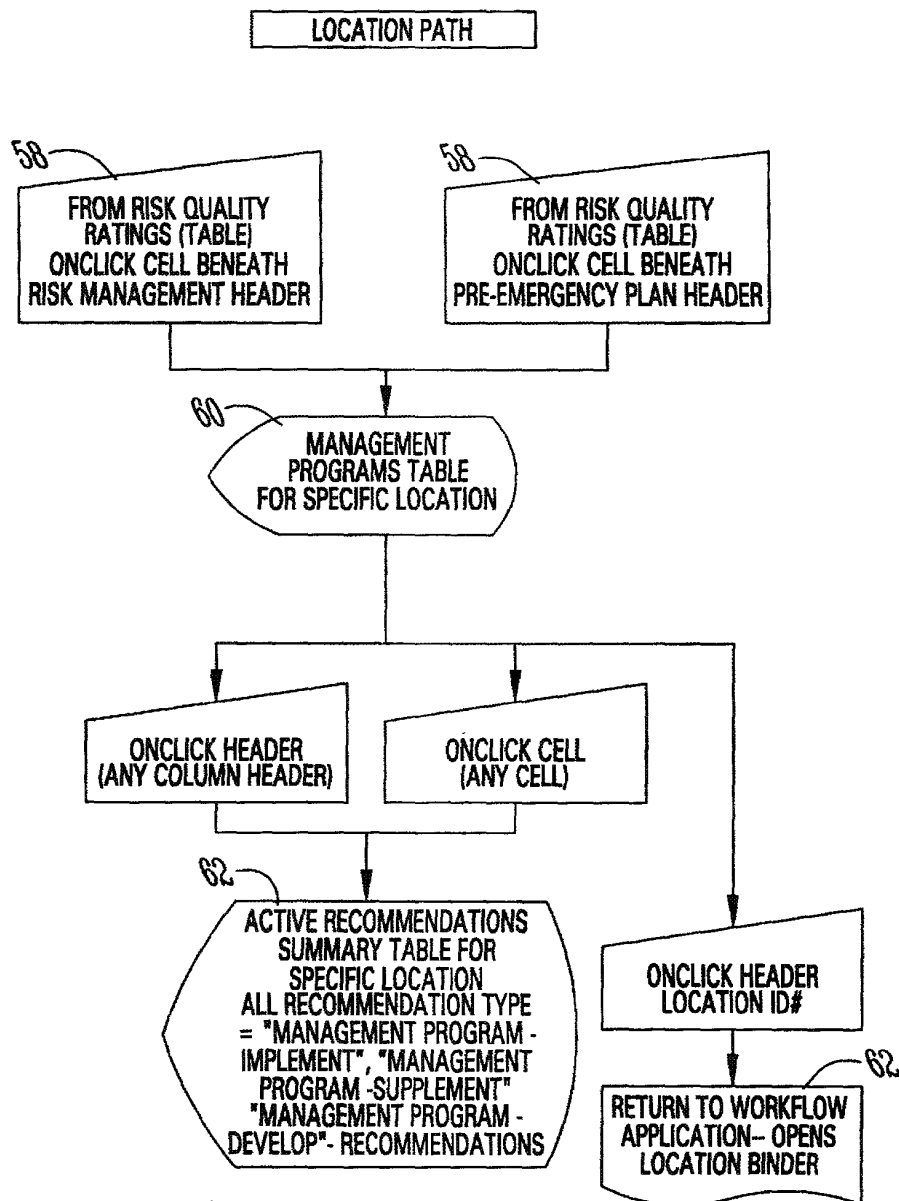 LOCATION PATH
58
FROM RISK QUALITY
RATINGS (TABLE)
ONCLICK CELL BENEATH
RISK MANAGEMENT HEADER
58
FROM RISK QUALITY
RATINGS (TABLE)
ONCLICK CELL BENEATH
PRE-EMERGENCY PLAN HEADER
60
MANAGEMENT
PROGRAMS TABLE
FOR SPECIFIC LOCATION
ONCLICK HEADER
(ANY COLUMN HEADER)
ONCLICK CELL
(ANY CELL)
62
ACTIVE RECOMMENDATIONS
SUMMARY TABLE FOR
SPECIFIC LOCATION
ALL RECOMMENDATION TYPE
= "MANAGEMENT PROGRAM -
IMPLEMENT", "MANAGEMENT
PROGRAM -SUPPLEMENT"
"MANAGEMENT PROGRAM -
DEVELOP"- RECOMMENDATIONS
ONCLICK HEADER
LOCATION ID#
62
RETURN TO WORKFLOW
APPLICATION-- OPENS
LOCATION BINDER